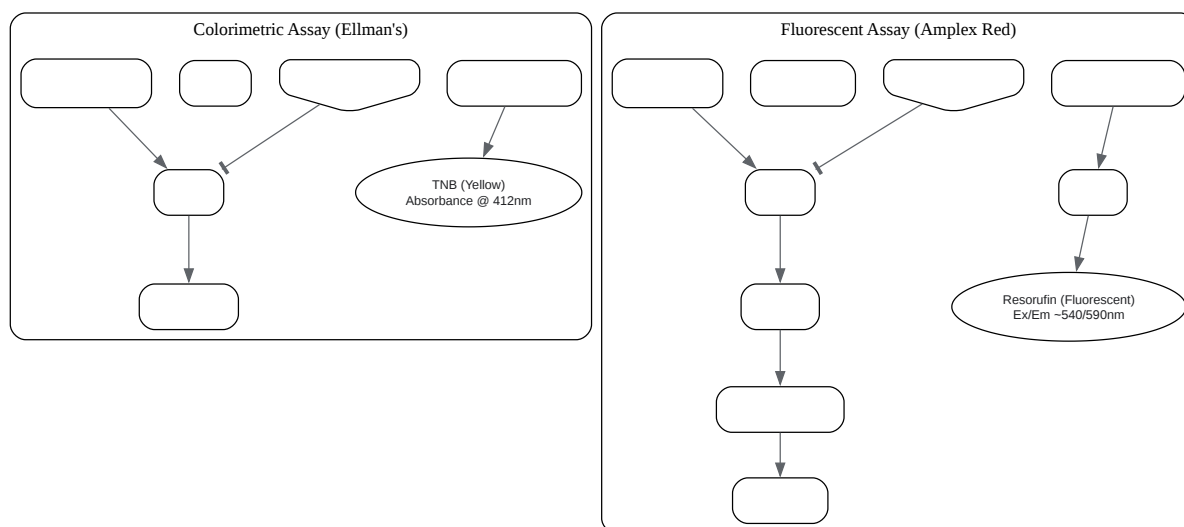 Colorimetric Assay (Ellman's)
TNB (Yellow)
Absorbance @ 412nm
Fluorescent Assay (Amplex Red)
Resorufin (Fluorescent)
Ex/Em ~540/590nm